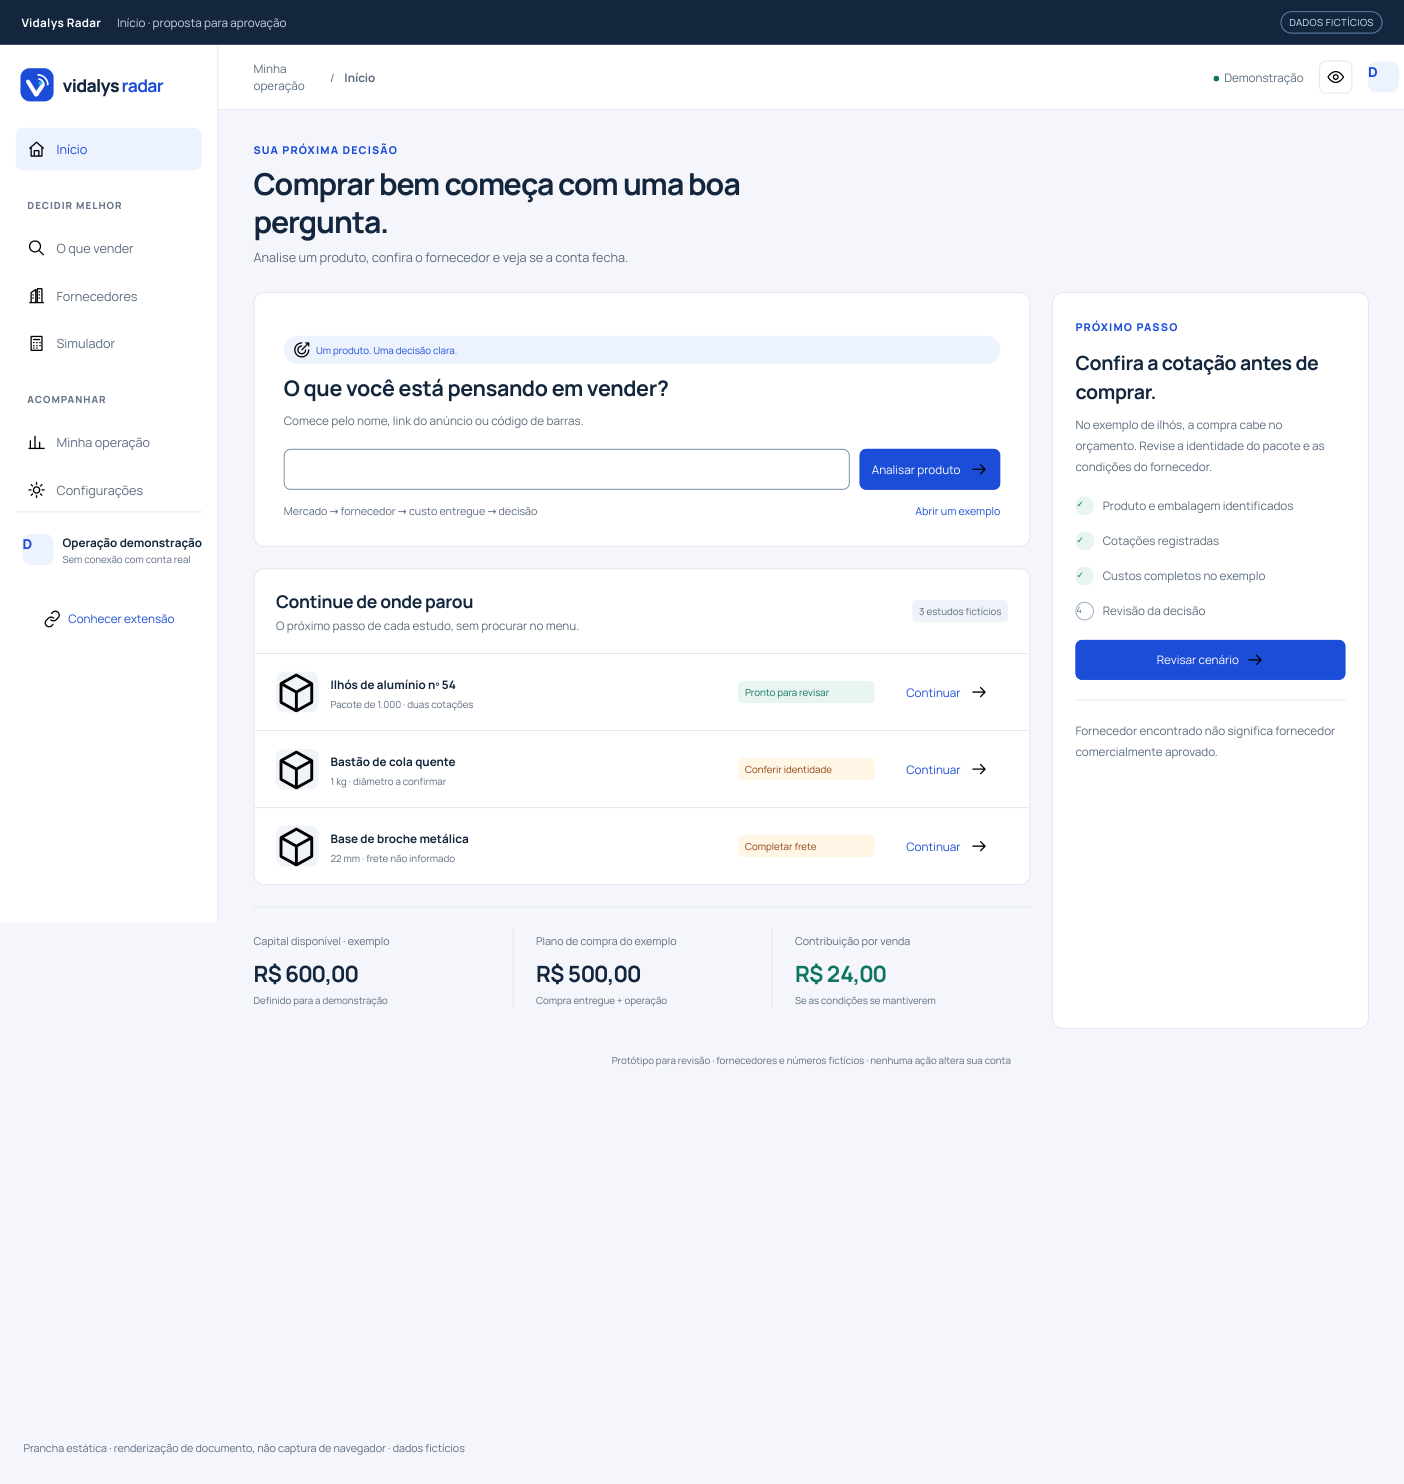 Vidalys Radar
Início · proposta para aprovação
DADOS FICTÍCIOS
vidalys radar
Início
DECIDIR MELHOR
O que vender
Fornecedores
Simulador
ACOMPANHAR
Minha operação
Configurações
D
Operação demonstração
Sem conexão com conta real
Conhecer extensão
Minha
operação
/
Início
Demonstração
D
SUA PRÓXIMA DECISÃO
Comprar bem começa com uma boa
pergunta.
Analise um produto, confira o fornecedor e veja se a conta fecha.
Um produto. Uma decisão clara.
O que você está pensando em vender?
Comece pelo nome, link do anúncio ou código de barras.
Analisar produto →
Mercado → fornecedor → custo entregue → decisão
Abrir um exemplo
Continue de onde parou
O próximo passo de cada estudo, sem procurar no menu.
3 estudos fictícios
Ilhós de alumínio nº 54
Pacote de 1.000 · duas cotações
Pronto para revisar
Continuar →
Bastão de cola quente
1 kg · diâmetro a confirmar
Conferir identidade
Continuar →
Base de broche metálica
22 mm · frete não informado
Completar frete
Continuar →
Capital disponível · exemplo
R$ 600,00
Definido para a demonstração
Plano de compra do exemplo
R$ 500,00
Compra entregue + operação
Contribuição por venda
R$ 24,00
Se as condições se mantiverem
PRÓXIMO PASSO
Confira a cotação antes de
comprar.
No exemplo de ilhós, a compra cabe no
orçamento. Revise a identidade do pacote e as
condições do fornecedor.
✓ Produto e embalagem identificados
✓ Cotações registradas
✓ Custos completos no exemplo
4 Revisão da decisão
Revisar cenário →
Fornecedor encontrado não significa fornecedor
comercialmente aprovado.
Protótipo para revisão · fornecedores e números fictícios · nenhuma ação altera sua conta
Prancha estática · renderização de documento, não captura de navegador · dados fictícios